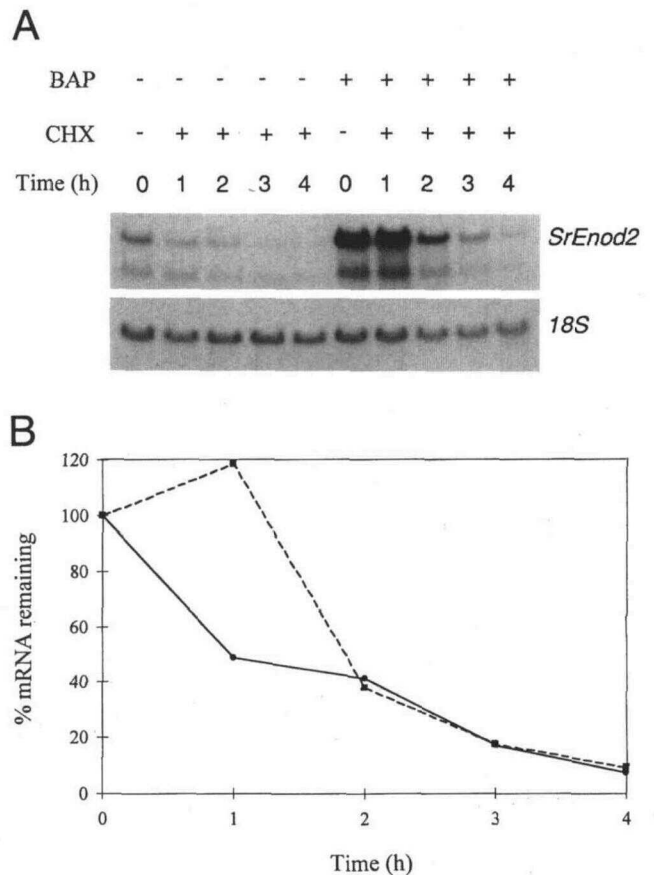 A
BAP - - - - - + + + + +
CHX - + + + + - + + + +
Time (h) 0 1 2 3 4 0 1 2 3 4
SrEnod2
18S
B
120
100
80
60
40
20
0
% mRNA remaining
0 1 2 3 4
Time (h)